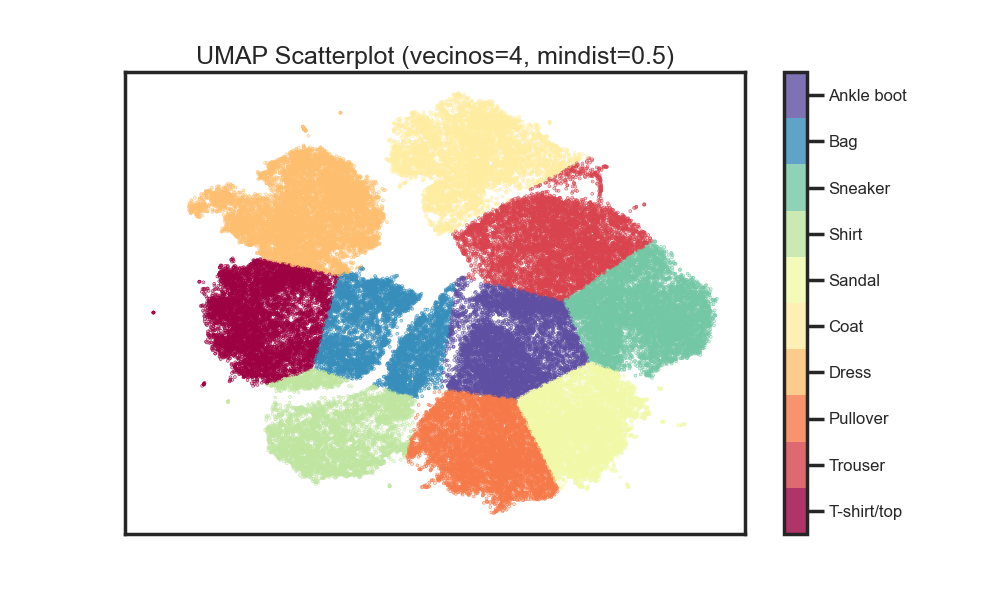 UMAP Scatterplot (vecinos=4, mindist=0.5)
Ankle boot
Bag
Sneaker
Shirt
Sandal
Coat
Dress
Pullover
Trouser
T-shirt/top